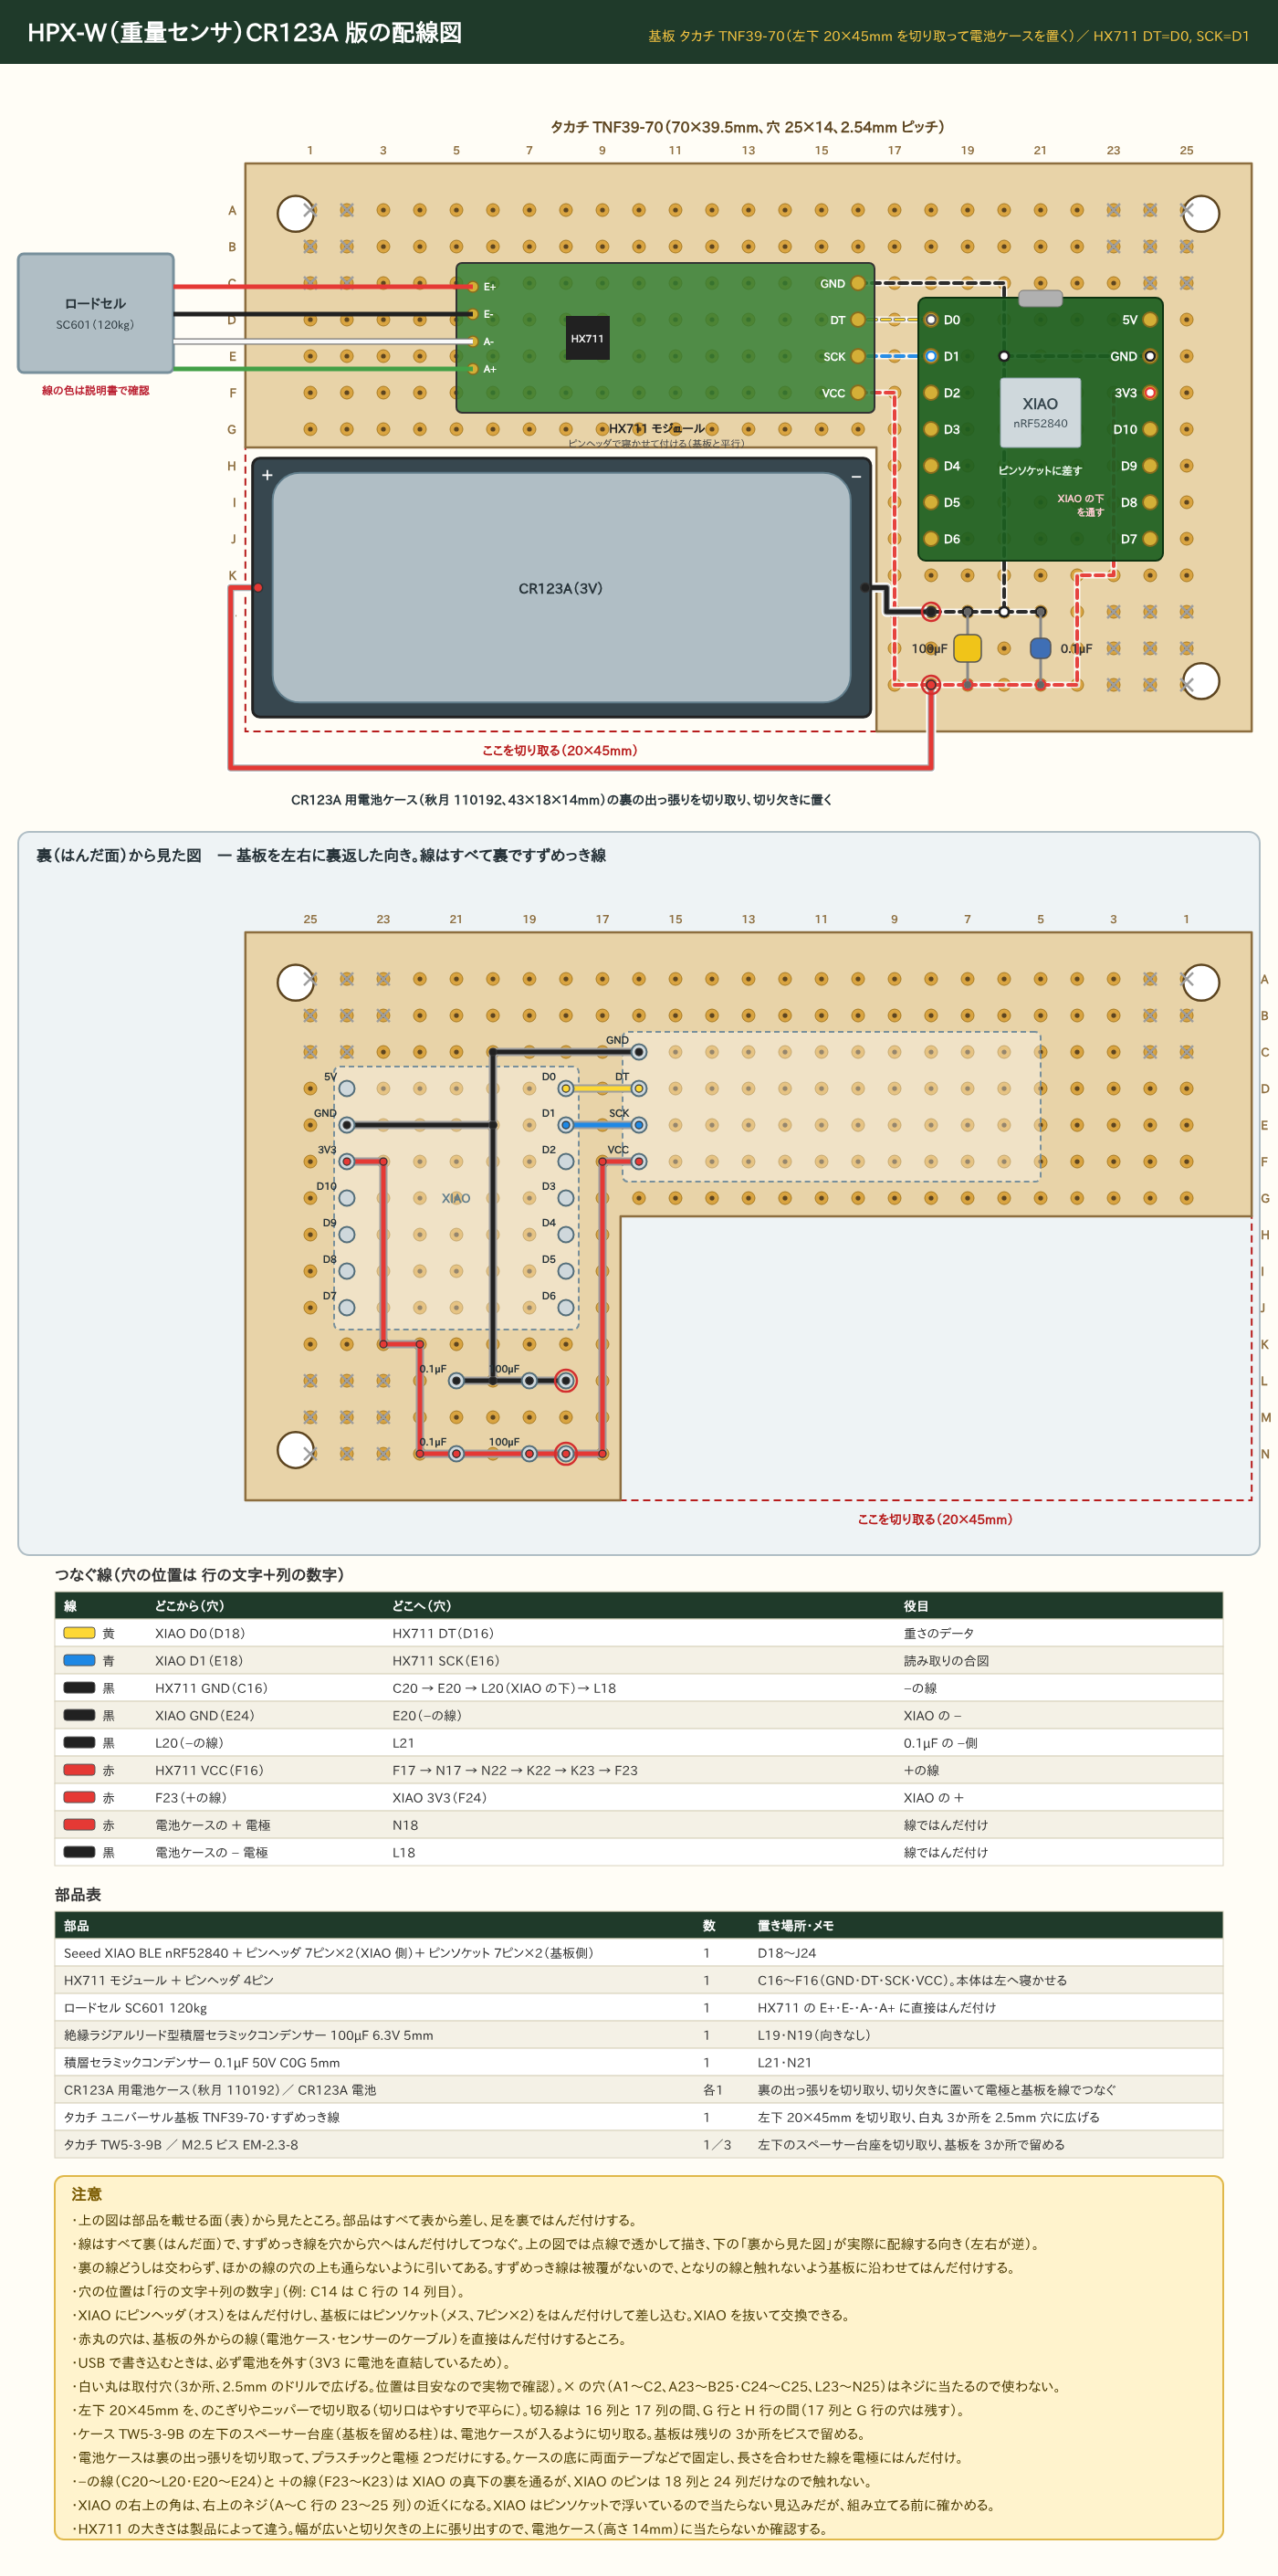 HPX-W（重量センサ）CR123A 版の配線図
基板 タカチ TNF39-70（左下 20×45mm を切り取って電池ケースを置く）／ HX711 DT=D0, SCK=D1
タカチ TNF39-70（70×39.5mm、穴 25×14、2.54mm ピッチ）
1 3 5 7 9 11 13 15 17 19 21 23 25
A
B
C
D
E
F
G
H
I
J
K
ロードセル
SC601（120kg）
線の色は説明書で確認
E+
E-
A-
A+
HX711
GND
DT
SCK
VCC
HX711 モジュール
ピンヘッダで寝かせて付ける（基板と平行）
D0 5V
D1 GND
D2 3V3
D3 D10
D4 D9
D5 D8
D6 D7
XIAO
nRF52840
ピンソケットに差す
XIAO の下
を通す
+ −
CR123A（3V）
100µF
0.1µF
ここを切り取る（20×45mm）
CR123A 用電池ケース（秋月 110192、43×18×14mm）の裏の出っ張りを切り取り、切り欠きに置く
裏（はんだ面）から見た図 — 基板を左右に裏返した向き。線はすべて裏ですずめっき線
25 23 21 19 17 15 13 11 9 7 5 3 1
A
B
C
D
E
F
G
H
I
J
K
L
M
N
GND
5V D0 DT
GND D1 SCK
3V3 D2 VCC
D10 XIAO D3
D9 D4
D8 D5
D7 D6
0.1µF 100µF
0.1µF 100µF
ここを切り取る（20×45mm）
つなぐ線（穴の位置は 行の文字＋列の数字）
線 どこから（穴） どこへ（穴） 役目
黄 XIAO D0（D18） HX711 DT（D16） 重さのデータ
青 XIAO D1（E18） HX711 SCK（E16） 読み取りの合図
黒 HX711 GND（C16） C20 → E20 → L20（XIAO の下）→ L18 −の線
黒 XIAO GND（E24） E20（−の線） XIAO の −
黒 L20（−の線） L21 0.1µF の −側
赤 HX711 VCC（F16） F17 → N17 → N22 → K22 → K23 → F23 ＋の線
赤 F23（＋の線） XIAO 3V3（F24） XIAO の ＋
赤 電池ケースの ＋ 電極 N18 線ではんだ付け
黒 電池ケースの − 電極 L18 線ではんだ付け
部品表
部品 数 置き場所・メモ
Seeed XIAO BLE nRF52840 ＋ ピンヘッダ 7ピン×2（XIAO 側）＋ ピンソケット 7ピン×2（基板側） 1 D18〜J24
HX711 モジュール ＋ ピンヘッダ 4ピン 1 C16〜F16（GND・DT・SCK・VCC）。本体は左へ寝かせる
ロードセル SC601 120kg 1 HX711 の E+・E-・A-・A+ に直接はんだ付け
絶縁ラジアルリード型積層セラミックコンデンサー 100µF 6.3V 5mm 1 L19・N19（向きなし）
積層セラミックコンデンサー 0.1µF 50V C0G 5mm 1 L21・N21
CR123A 用電池ケース（秋月 110192）／ CR123A 電池 各1 裏の出っ張りを切り取り、切り欠きに置いて電極と基板を線でつなぐ
タカチ ユニバーサル基板 TNF39-70・すずめっき線 1 左下 20×45mm を切り取り、白丸 3か所を 2.5mm 穴に広げる
タカチ TW5-3-9B ／ M2.5 ビス EM-2.3-8 1／3 左下のスペーサー台座を切り取り、基板を 3か所で留める
注意
・上の図は部品を載せる面（表）から見たところ。部品はすべて表から差し、足を裏ではんだ付けする。
・線はすべて裏（はんだ面）で、すずめっき線を穴から穴へはんだ付けしてつなぐ。上の図では点線で透かして描き、下の「裏から見た図」が実際に配線する向き（左右が逆）。
・裏の線どうしは交わらず、ほかの線の穴の上も通らないように引いてある。すずめっき線は被覆がないので、となりの線と触れないよう基板に沿わせてはんだ付けする。
・穴の位置は「行の文字＋列の数字」（例: C14 は C 行の 14 列目）。
・XIAO にピンヘッダ（オス）をはんだ付けし、基板にはピンソケット（メス、7ピン×2）をはんだ付けして差し込む。XIAO を抜いて交換できる。
・赤丸の穴は、基板の外からの線（電池ケース・センサーのケーブル）を直接はんだ付けするところ。
・USB で書き込むときは、必ず電池を外す（3V3 に電池を直結しているため）。
・白い丸は取付穴（3か所、2.5mm のドリルで広げる。位置は目安なので実物で確認）。× の穴（A1〜C2、A23〜B25・C24〜C25、L23〜N25）はネジに当たるので使わない。
・左下 20×45mm を、のこぎりやニッパーで切り取る（切り口はやすりで平らに）。切る線は 16 列と 17 列の間、G 行と H 行の間（17 列と G 行の穴は残す）。
・ケース TW5-3-9B の左下のスペーサー台座（基板を留める柱）は、電池ケースが入るように切り取る。基板は残りの 3か所をビスで留める。
・電池ケースは裏の出っ張りを切り取って、プラスチックと電極 2つだけにする。ケースの底に両面テープなどで固定し、長さを合わせた線を電極にはんだ付け。
・−の線（C20〜L20・E20〜E24）と ＋の線（F23〜K23）は XIAO の真下の裏を通るが、XIAO のピンは 18 列と 24 列だけなので触れない。
・XIAO の右上の角は、右上のネジ（A〜C 行の 23〜25 列）の近くになる。XIAO はピンソケットで浮いているので当たらない見込みだが、組み立てる前に確かめる。
・HX711 の大きさは製品によって違う。幅が広いと切り欠きの上に張り出すので、電池ケース（高さ 14mm）に当たらないか確認する。